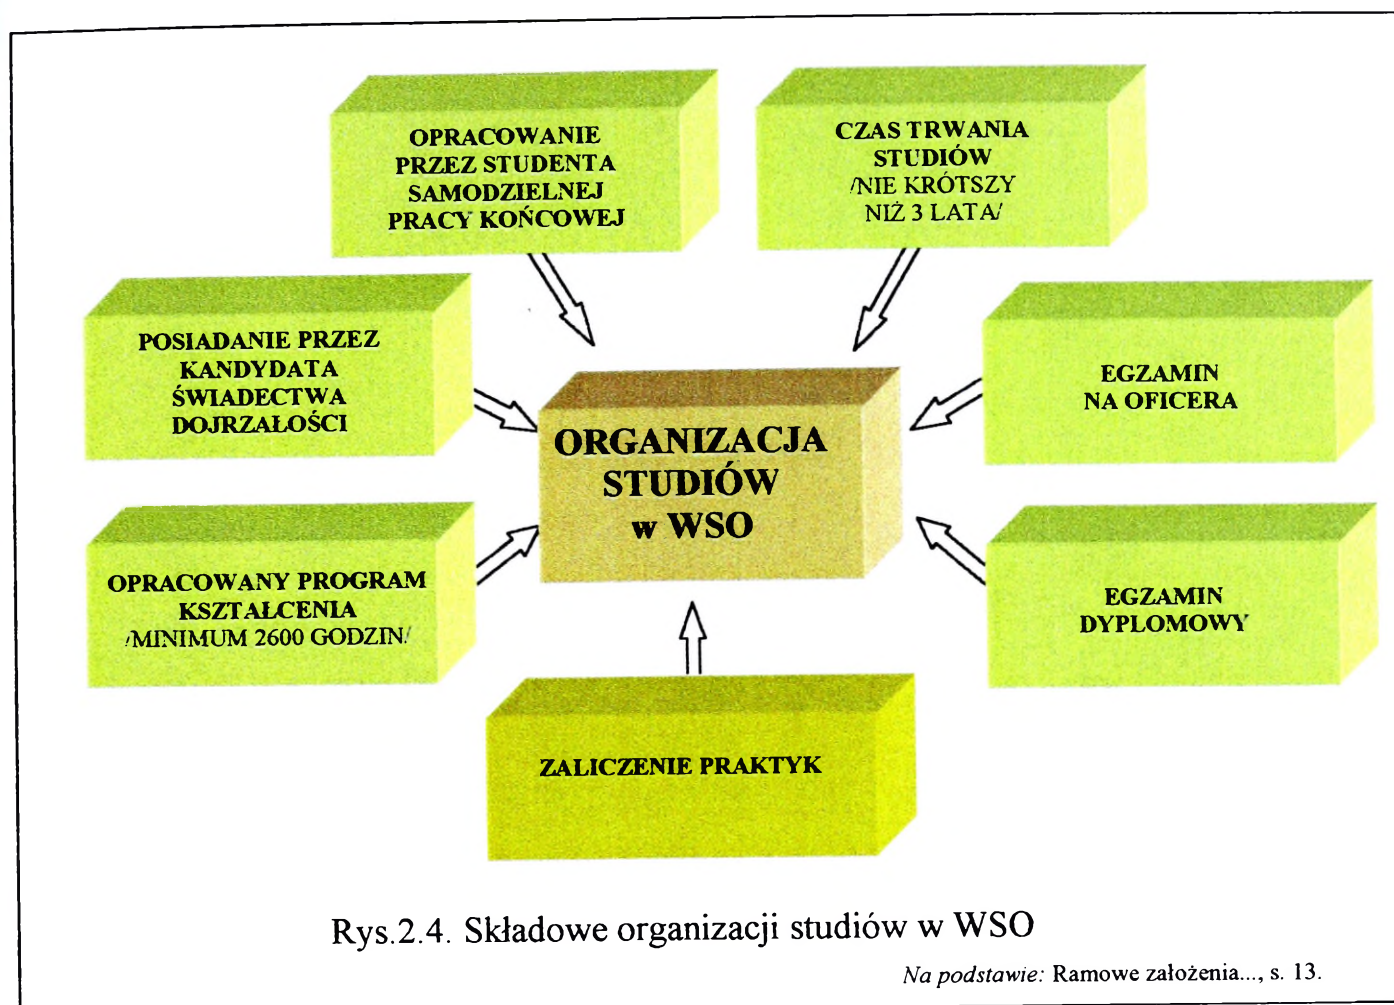 OPRACOWANIE
PRZEZ STUDENTA
SAMODZIELNEJ
PRACY KOŃCOWEJ
CZAS TRWANIA
STUDIÓW
/NIE KRÓTSZY
NIŻ 3 LATA/
POSIADANIE PRZEZ
KANDYDATA
ŚWIADECTWA
DOJRZAŁOŚCI
EGZAMIN
NA OFICERA
ORGANIZACJA
STUDIÓW
w WSO
OPRACOWANY PROGRAM
KSZTAŁCENIA
/MINIMUM 2600 GODZIN/
EGZAMIN
DYPLOMOWY
ZALICZENIE PRAKTYK
Rys.2.4. Składowe organizacji studiów w WSO
Na podstawie: Ramowe założenia..., s. 13.